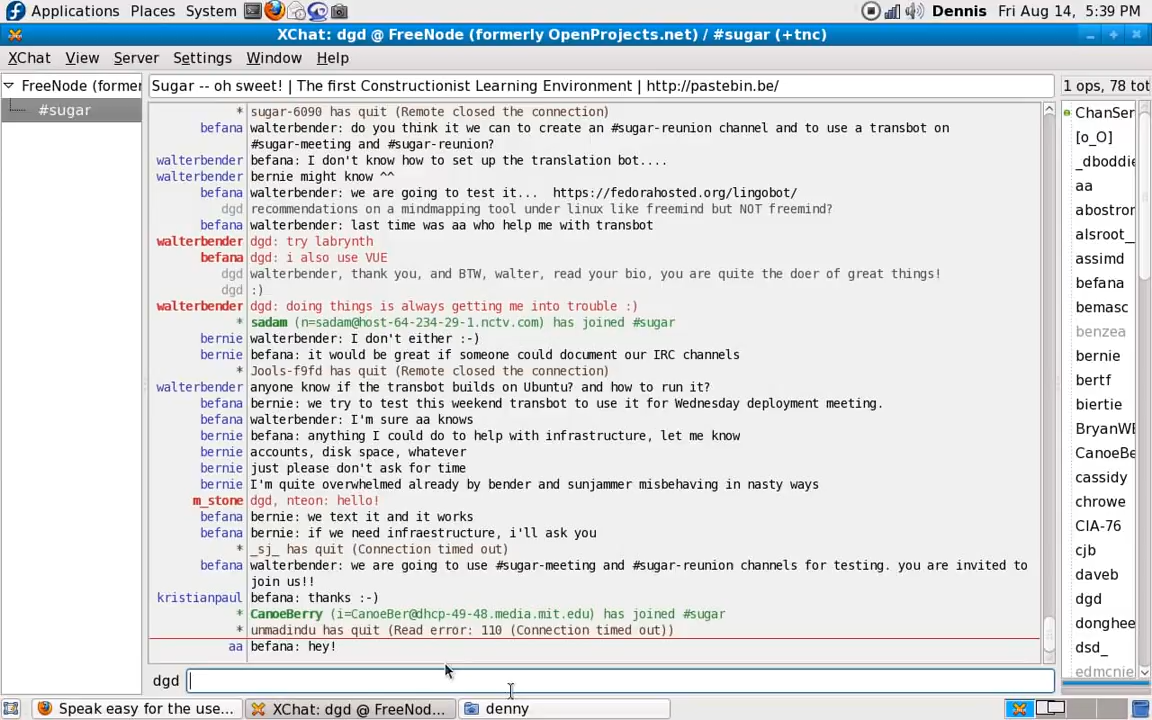 Applications Places System Dennis Fri Aug 14, 5:39 PM
XChat: dgd @ FreeNode (formerly OpenProjects.net) / #sugar (+tnc)
XChat View Server Settings Window Help
FreeNode (former Sugar -- oh sweet! | The first Constructionist Learning Environment | http://pastebin.be/ 1 ops, 78 tot
#sugar
* sugar-6090 has quit (Remote closed the connection)
befana walterbender: do you think it we can to create an #sugar-reunion channel and to use a transbot on
#sugar-meeting and #sugar-reunion?
walterbender befana: I don't know how to set up the translation bot....
walterbender bernie might know ^^
befana walterbender: we are going to test it... https://fedorahosted.org/lingobot/
dgd recommendations on a mindmapping tool under linux like freemind but NOT freemind?
befana walterbender: last time was aa who help me with transbot
walterbender dgd: try labrynth
befana dgd: i also use VUE
dgd walterbender, thank you, and BTW, walter, read your bio, you are quite the doer of great things!
dgd :)
walterbender dgd: doing things is always getting me into trouble :)
* sadam (n=sadam@host-64-234-29-1.nctv.com) has joined #sugar
bernie walterbender: I don't either :-)
bernie befana: it would be great if someone could document our IRC channels
* Jools-f9fd has quit (Remote closed the connection)
walterbender anyone know if the transbot builds on Ubuntu? and how to run it?
befana bernie: we try to test this weekend transbot to use it for Wednesday deployment meeting.
befana walterbender: I'm sure aa knows
bernie befana: anything I could do to help with infrastructure, let me know
bernie accounts, disk space, whatever
bernie just please don't ask for time
bernie I'm quite overwhelmed already by bender and sunjammer misbehaving in nasty ways
m_stone dgd, nteon: hello!
befana bernie: we text it and it works
befana bernie: if we need infraestructure, i'll ask you
* _sj_ has quit (Connection timed out)
befana walterbender: we are going to use #sugar-meeting and #sugar-reunion channels for testing. you are invited to
join us!!
kristianpaul befana: thanks :-)
* CanoeBerry (i=CanoeBer@dhcp-49-48.media.mit.edu) has joined #sugar
* unmadindu has quit (Read error: 110 (Connection timed out))
aa befana: hey!
ChanSer
[o_O]
_dboddie
aa
abostror
alsroot_
assimd
befana
bemasc
benzea
bernie
bertf
biertie
BryanWE
CanoeBe
cassidy
chrowe
CIA-76
cjb
daveb
dgd
donghee
dsd_
edmcnie
dgd
Speak easy for the use... XChat: dgd @ FreeNod... denny